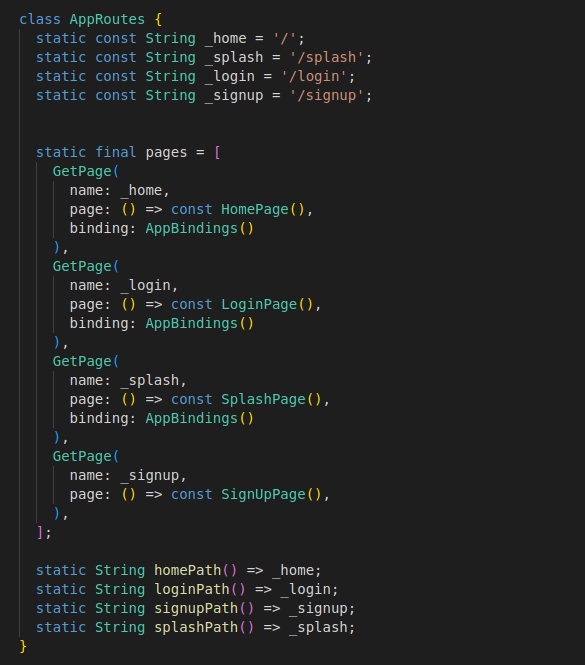 class AppRoutes {
  static const String _home = '/';
  static const String _splash = '/splash';
  static const String _login = '/login';
  static const String _signup = '/signup';
  static final pages = [
    GetPage(
      name: _home,
      page: () => const HomePage(),
      binding: AppBindings()
    ),
    GetPage(
      name: _login,
      page: () => const LoginPage(),
      binding: AppBindings()
    ),
    GetPage(
      name: _splash,
      page: () => const SplashPage(),
      binding: AppBindings()
    ),
    GetPage(
      name: _signup,
      page: () => const SignUpPage(),
    ),
  ];
  static String homePath() => _home;
  static String loginPath() => _login;
  static String signupPath() => _signup;
  static String splashPath() => _splash;
}